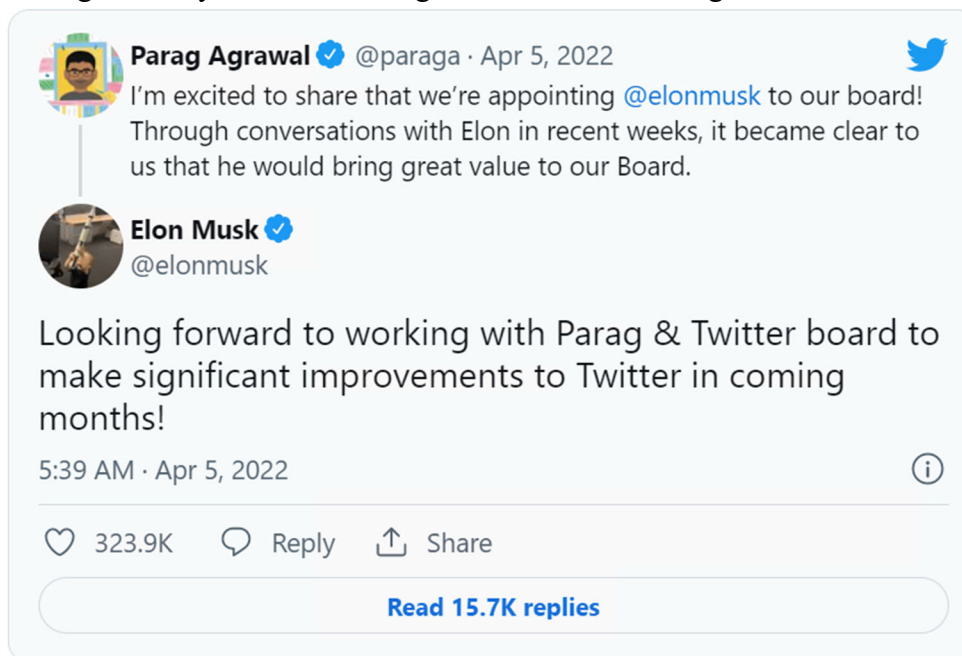 Parag Agrawal @paraga · Apr 5, 2022
I'm excited to share that we're appointing @elonmusk to our board!
Through conversations with Elon in recent weeks, it became clear to
us that he would bring great value to our Board.
Elon Musk
@elonmusk
Looking forward to working with Parag & Twitter board to
make significant improvements to Twitter in coming
months!
5:39 AM · Apr 5, 2022
323.9K Reply Share
Read 15.7K replies